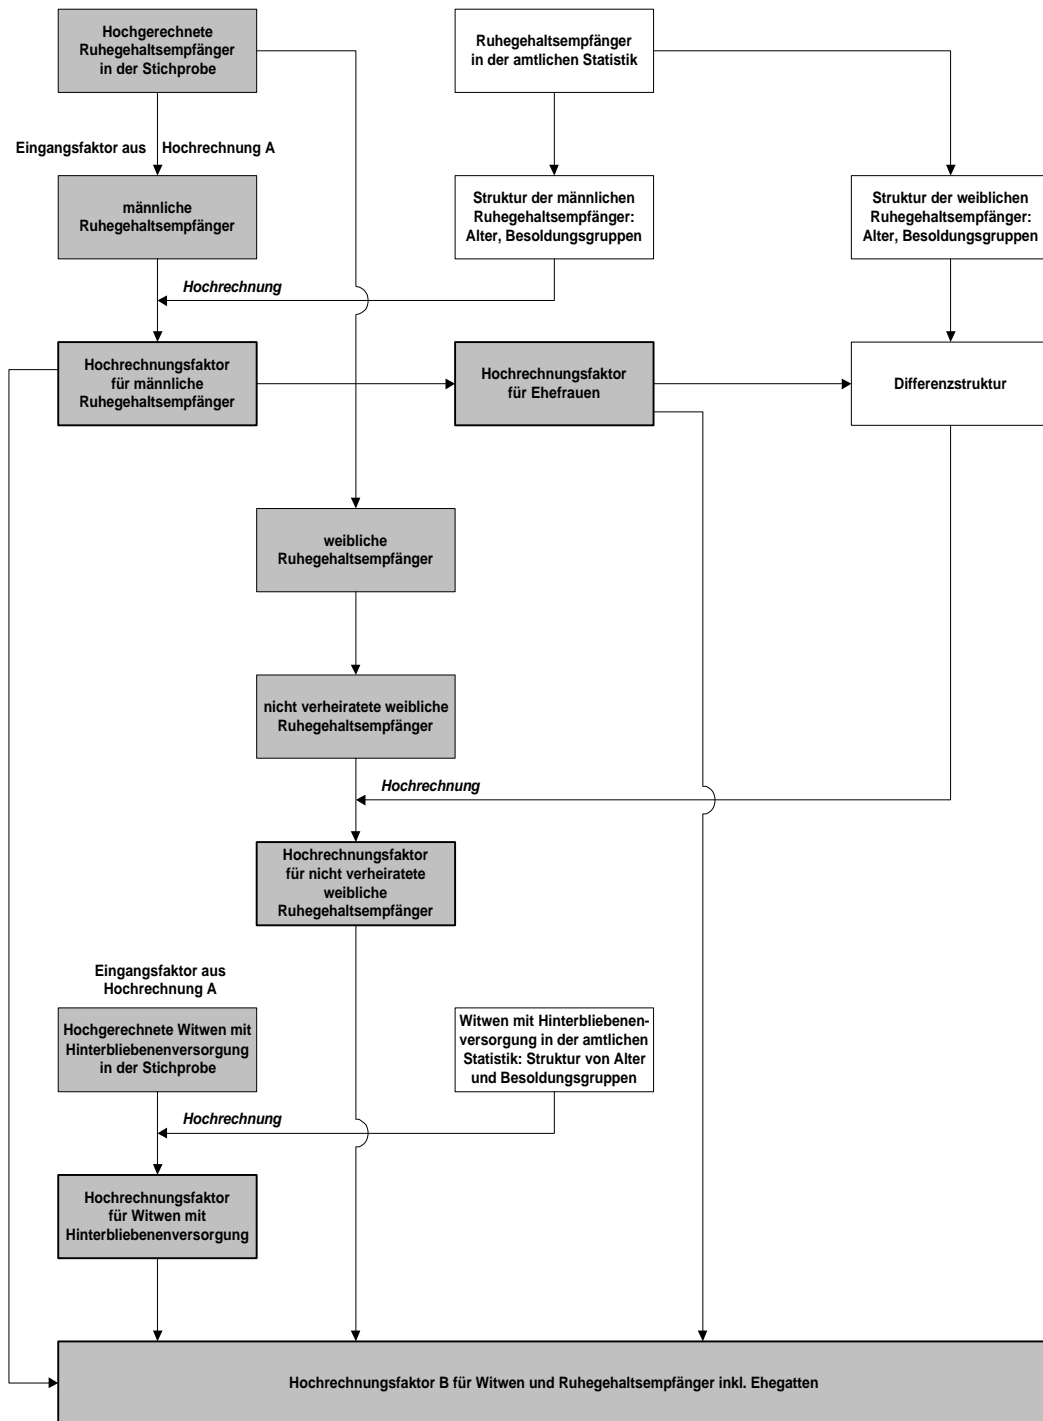 Hochgerechnete
Ruhegehaltsempfänger
in der Stichprobe
Ruhegehaltsempfänger
in der amtlichen Statistik
Eingangsfaktor aus Hochrechnung A
männliche
Ruhegehaltsempfänger
Struktur der männlichen
Ruhegehaltsempfänger:
Alter, Besoldungsgruppen
Struktur der weiblichen
Ruhegehaltsempfänger:
Alter, Besoldungsgruppen
Hochrechnung
Hochrechnungsfaktor
für männliche
Ruhegehaltsempfänger
Hochrechnungsfaktor
für Ehefrauen
Differenzstruktur
weibliche
Ruhegehaltsempfänger
nicht verheiratete weibliche
Ruhegehaltsempfänger
Hochrechnung
Hochrechnungsfaktor
für nicht verheiratete
weibliche
Ruhegehaltsempfänger
Eingangsfaktor aus
Hochrechnung A
Hochgerechnete Witwen mit
Hinterbliebenenversorgung
in der Stichprobe
Witwen mit Hinterbliebenen-
versorgung in der amtlichen
Statistik: Struktur von Alter
und Besoldungsgruppen
Hochrechnung
Hochrechnungsfaktor
für Witwen mit
Hinterbliebenenversorgung
Hochrechnungsfaktor B für Witwen und Ruhegehaltsempfänger inkl. Ehegatten